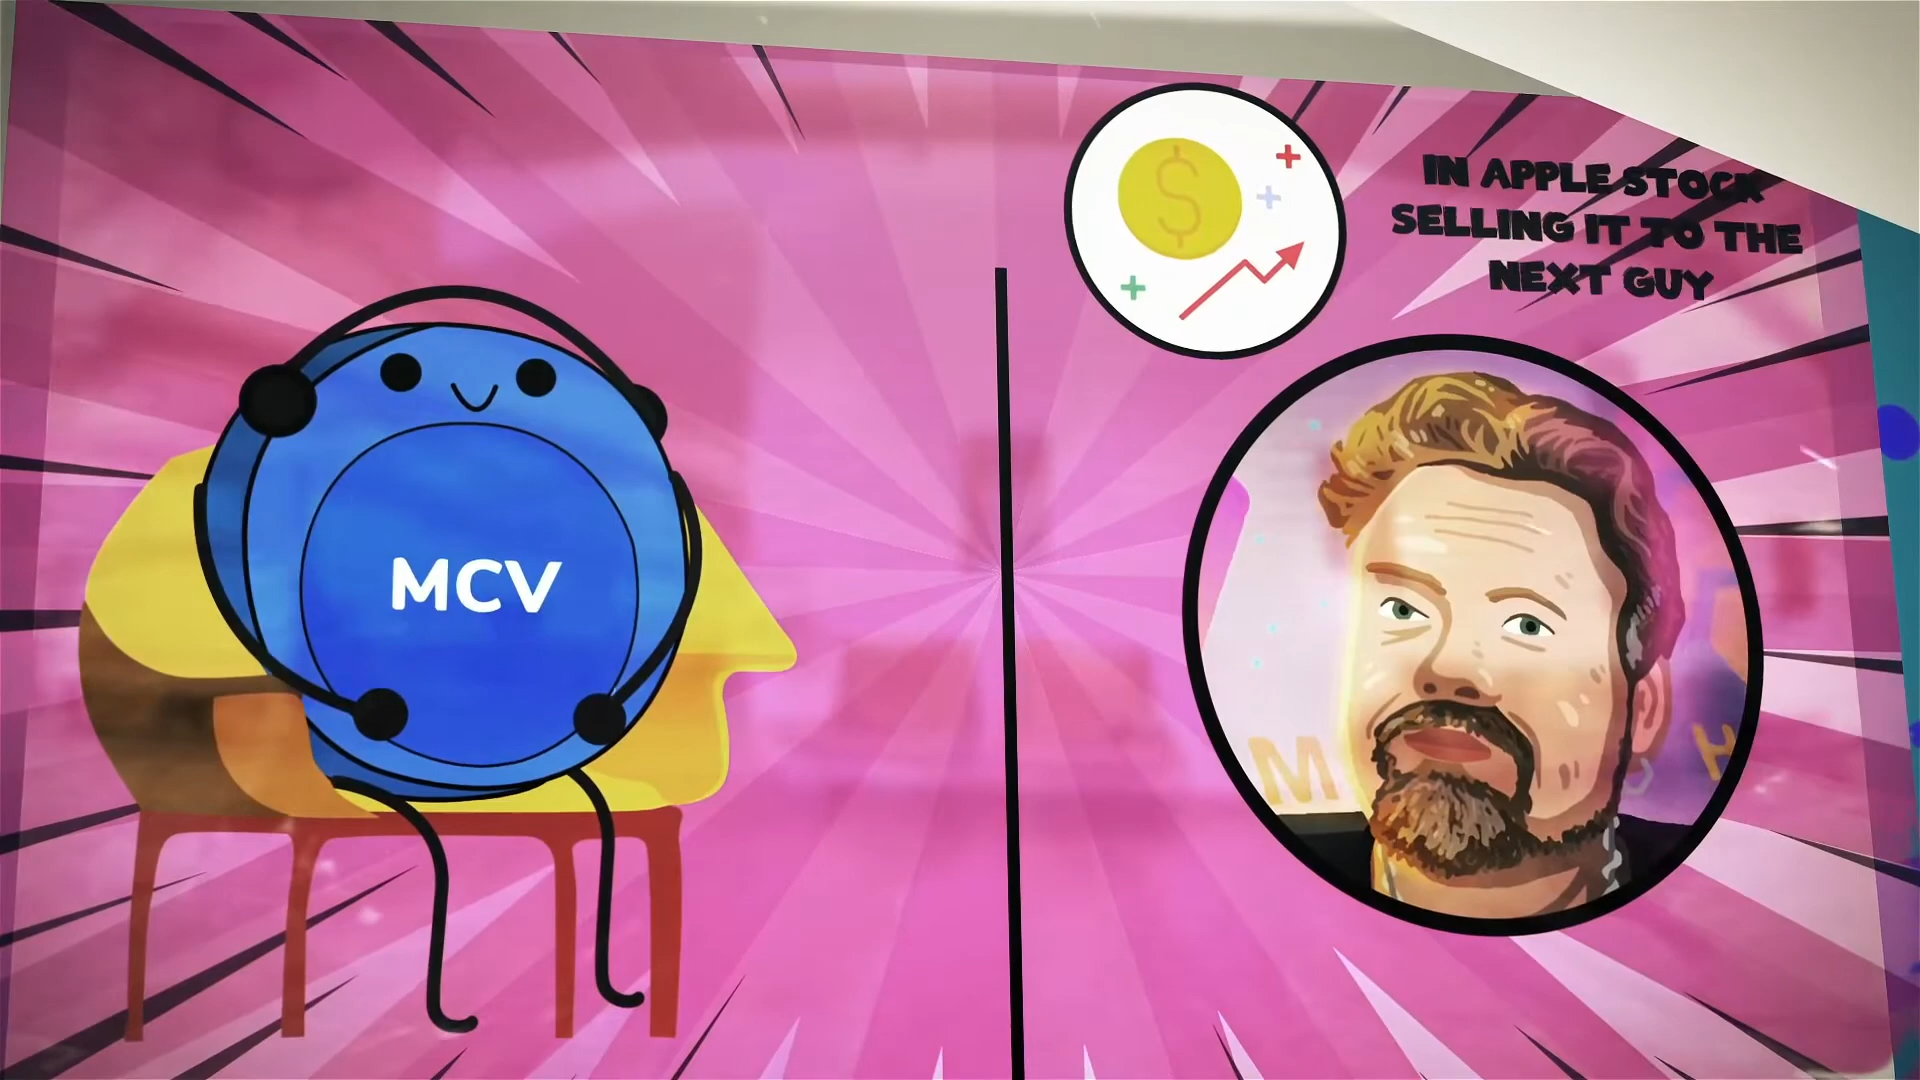 IN APPLE STOCK
SELLING IT TO THE
NEXT GUY
MCV
$
M
H